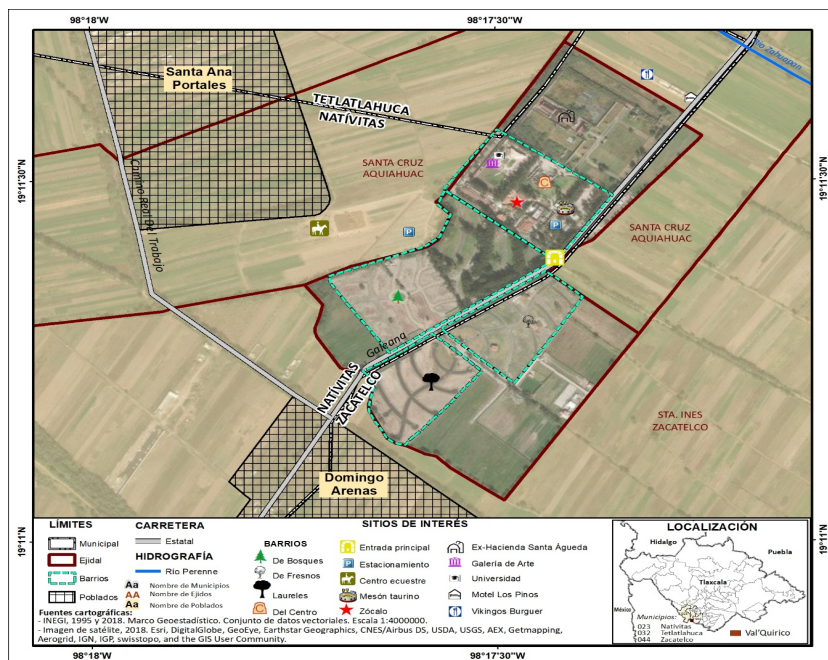 98°18'W
98°17'30"W
19°11'30"N
19°11'30"N
Santa Ana
Portales
Río Zahuapan
TETLATLAHUCA
NATÍVITAS
SANTA CRUZ
AQUIAHUAC
SANTA CRUZ
AQUIAHUAC
Camino Real Del Trabajo
Galeana
NATÍVITAS
ZACATELCO
STA. INES
ZACATELCO
Domingo
Arenas
19°11'N
19°11'N
LÍMITES
Municipal
Ejidal
Barrios
Poblados
CARRETERA
Estatal
HIDROGRAFÍA
Río Perenne
Aa Nombre de Municipios
AA Nombre de Ejidos
Aa Nombre de Poblados
BARRIOS
De Bosques
De Fresnos
Laureles
Del Centro
SITIOS DE INTERÉS
Entrada principal
Estacionamiento
Centro ecuestre
Mesón taurino
Zócalo
Ex-Hacienda Santa Águeda
Galería de Arte
Universidad
Motel Los Pinos
Vikingos Burguer
LOCALIZACIÓN
Hidalgo
Puebla
Tlaxcala
México
Municipios:
023 Natívitas
032 Tetlatlahuca
044 Zacatelco
Val'Quirico
Fuentes cartográficas:
- INEGI, 1995 y 2018. Marco Geoestadístico. Conjunto de datos vectoriales. Escala 1:4000000.
- Imagen de satélite, 2018. Esri, DigitalGlobe, GeoEye, Earthstar Geographics, CNES/Airbus DS, USDA, USGS, AEX, Getmapping,
Aerogrid, IGN, IGP, swisstopo, and the GIS User Community.
98°18'W
98°17'30"W